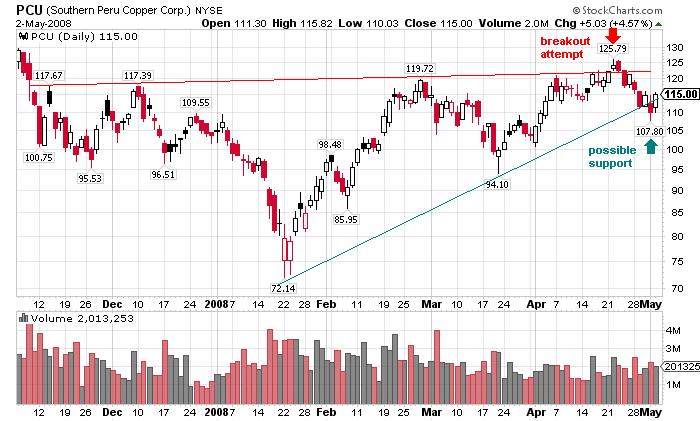 PCU (Southern Peru Copper Corp.) NYSE
© StockCharts.com
2-May-2008
Open 111.30 High 115.82 Low 110.03 Close 115.00 Volume 2.0M Chg +5.03 (+4.57%)
PCU (Daily) 115.00
breakout
attempt
125.79
117.67
117.39
119.72
109.55
100.75
95.53
96.51
98.48
85.95
72.14
94.10
107.80
possible
support
130
125
120
115.00
110
105
100
95
90
85
80
75
70
12 19 26 Dec 10 17 24 2008 7 14 22 28 Feb 11 19 25 Mar 10 17 24 Apr 7 14 21 28 May
Volume 2,013,253
4M
3M
201325
1M
12 19 26 Dec 10 17 24 2008 7 14 22 28 Feb 11 19 25 Mar 10 17 24 Apr 7 14 21 28 May